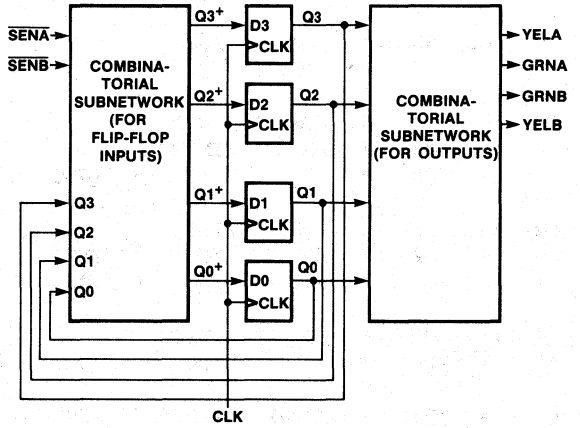 SENA
SENB
COMBINA-
TORIAL
SUBNETWORK
(FOR
FLIP-FLOP
INPUTS)
Q3
Q2
Q1
Q0
Q3+
Q2+
Q1+
Q0+
D3
CLK
D2
CLK
D1
CLK
D0
CLK
Q3
Q2
Q1
Q0
COMBINA-
TORIAL
SUBNETWORK
(FOR OUTPUTS)
YELA
GRNA
GRNB
YELB
CLK